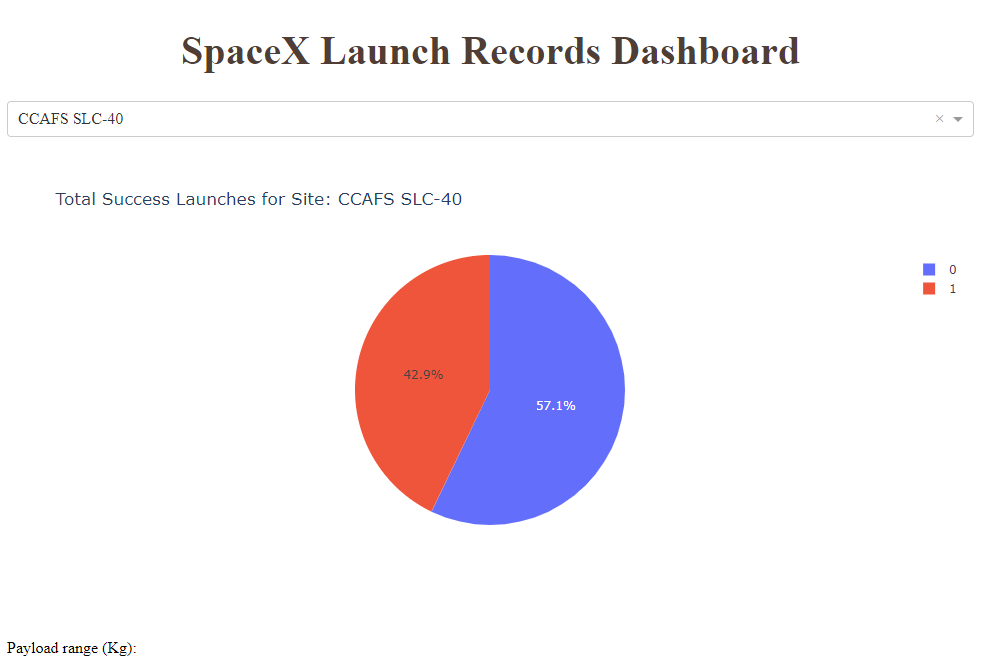 SpaceX Launch Records Dashboard
CCAFS SLC-40
×
Total Success Launches for Site: CCAFS SLC-40
0
1
42.9%
57.1%
Payload range (Kg):